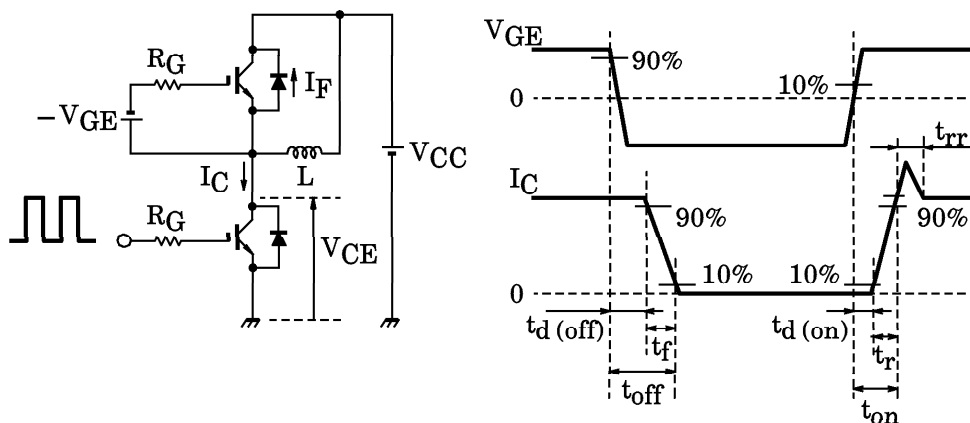 R_G
I_F
−V_GE
V_CC
I_C
L
R_G
V_CE
V_GE
90%
10%
0
t_rr
I_C
90%
90%
10%
10%
0
t_d (off)
t_f
t_d (on)
t_r
t_off
t_on